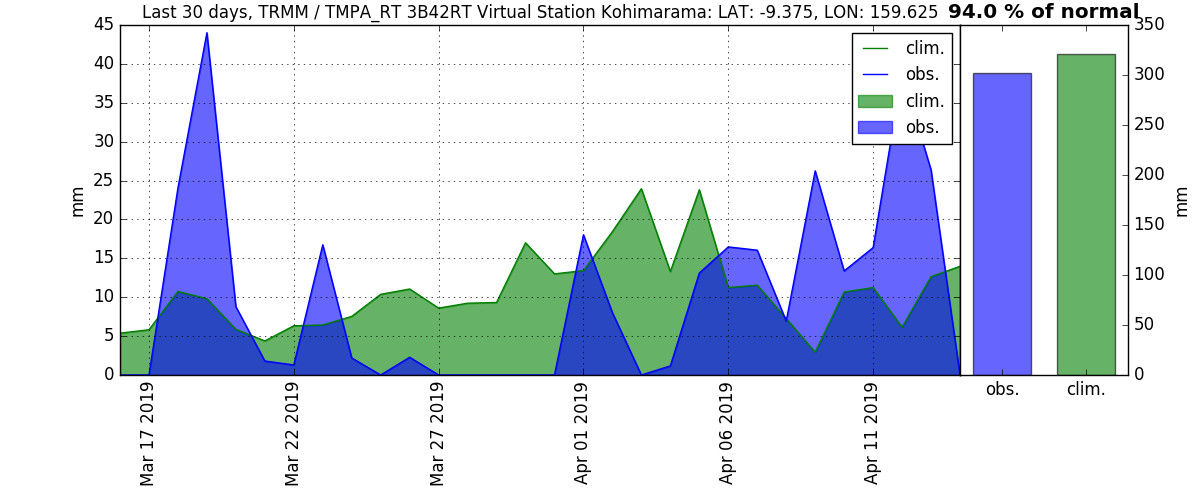 Last 30 days, TRMM / TMPA_RT 3B42RT Virtual Station Kohimarama: LAT: -9.375, LON: 159.625 94.0 % of normal
45
40
35
30
25
20
15
10
5
0
mm
clim.
obs.
clim.
obs.
350
300
250
200
150
100
50
0
mm
Mar 17 2019
Mar 22 2019
Mar 27 2019
Apr 01 2019
Apr 06 2019
Apr 11 2019
obs. clim.